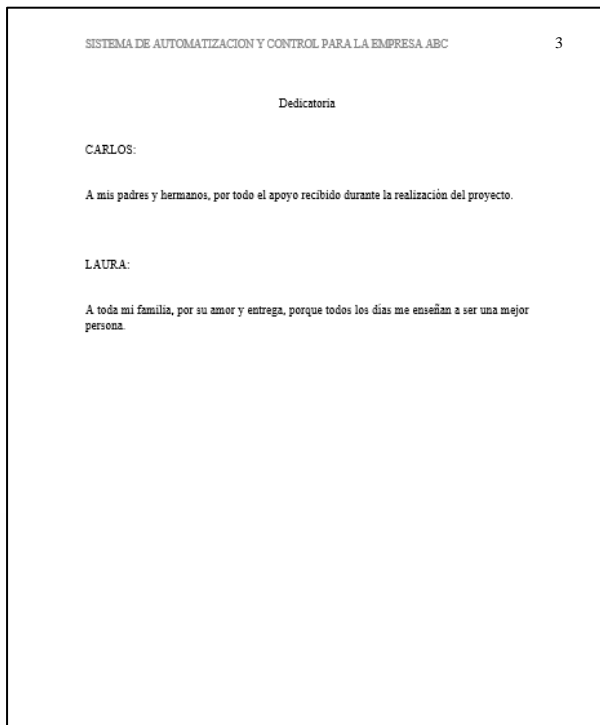 SISTEMA DE AUTOMATIZACION Y CONTROL PARA LA EMPRESA ABC 3
Dedicatoria
CARLOS:
A mis padres y hermanos, por todo el apoyo recibido durante la realización del proyecto.
LAURA:
A toda mi familia, por su amor y entrega, porque todos los días me enseñan a ser una mejor
persona.